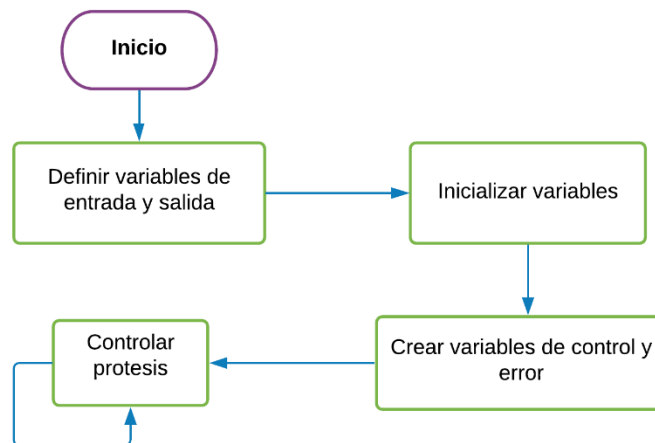 Inicio
Definir variables de
entrada y salida
Inicializar variables
Crear variables de control y
error
Controlar
protesis